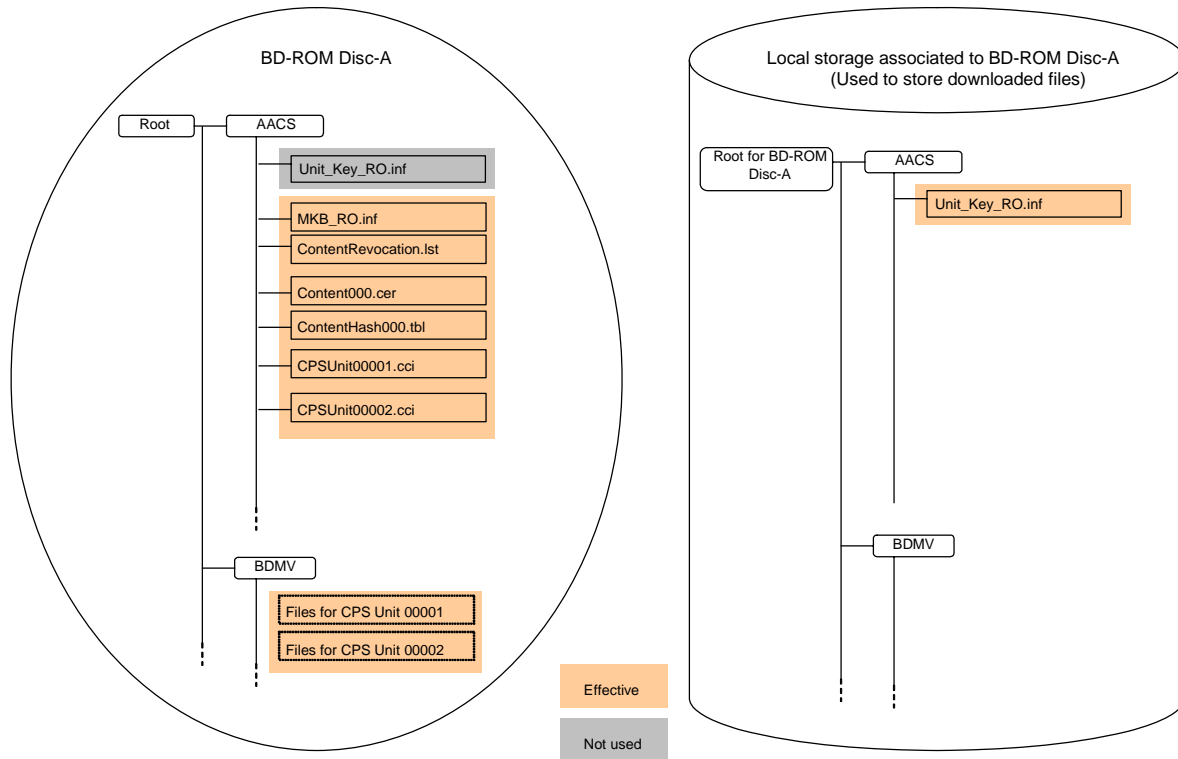 BD-ROM Disc-A
Root
AACS
Unit_Key_RO.inf
MKB_RO.inf
ContentRevocation.lst
Content000.cer
ContentHash000.tbl
CPSUnit00001.cci
CPSUnit00002.cci
BDMV
Files for CPS Unit 00001
Files for CPS Unit 00002
Effective
Not used
Local storage associated to BD-ROM Disc-A
(Used to store downloaded files)
Root for BD-ROM
Disc-A
AACS
Unit_Key_RO.inf
BDMV